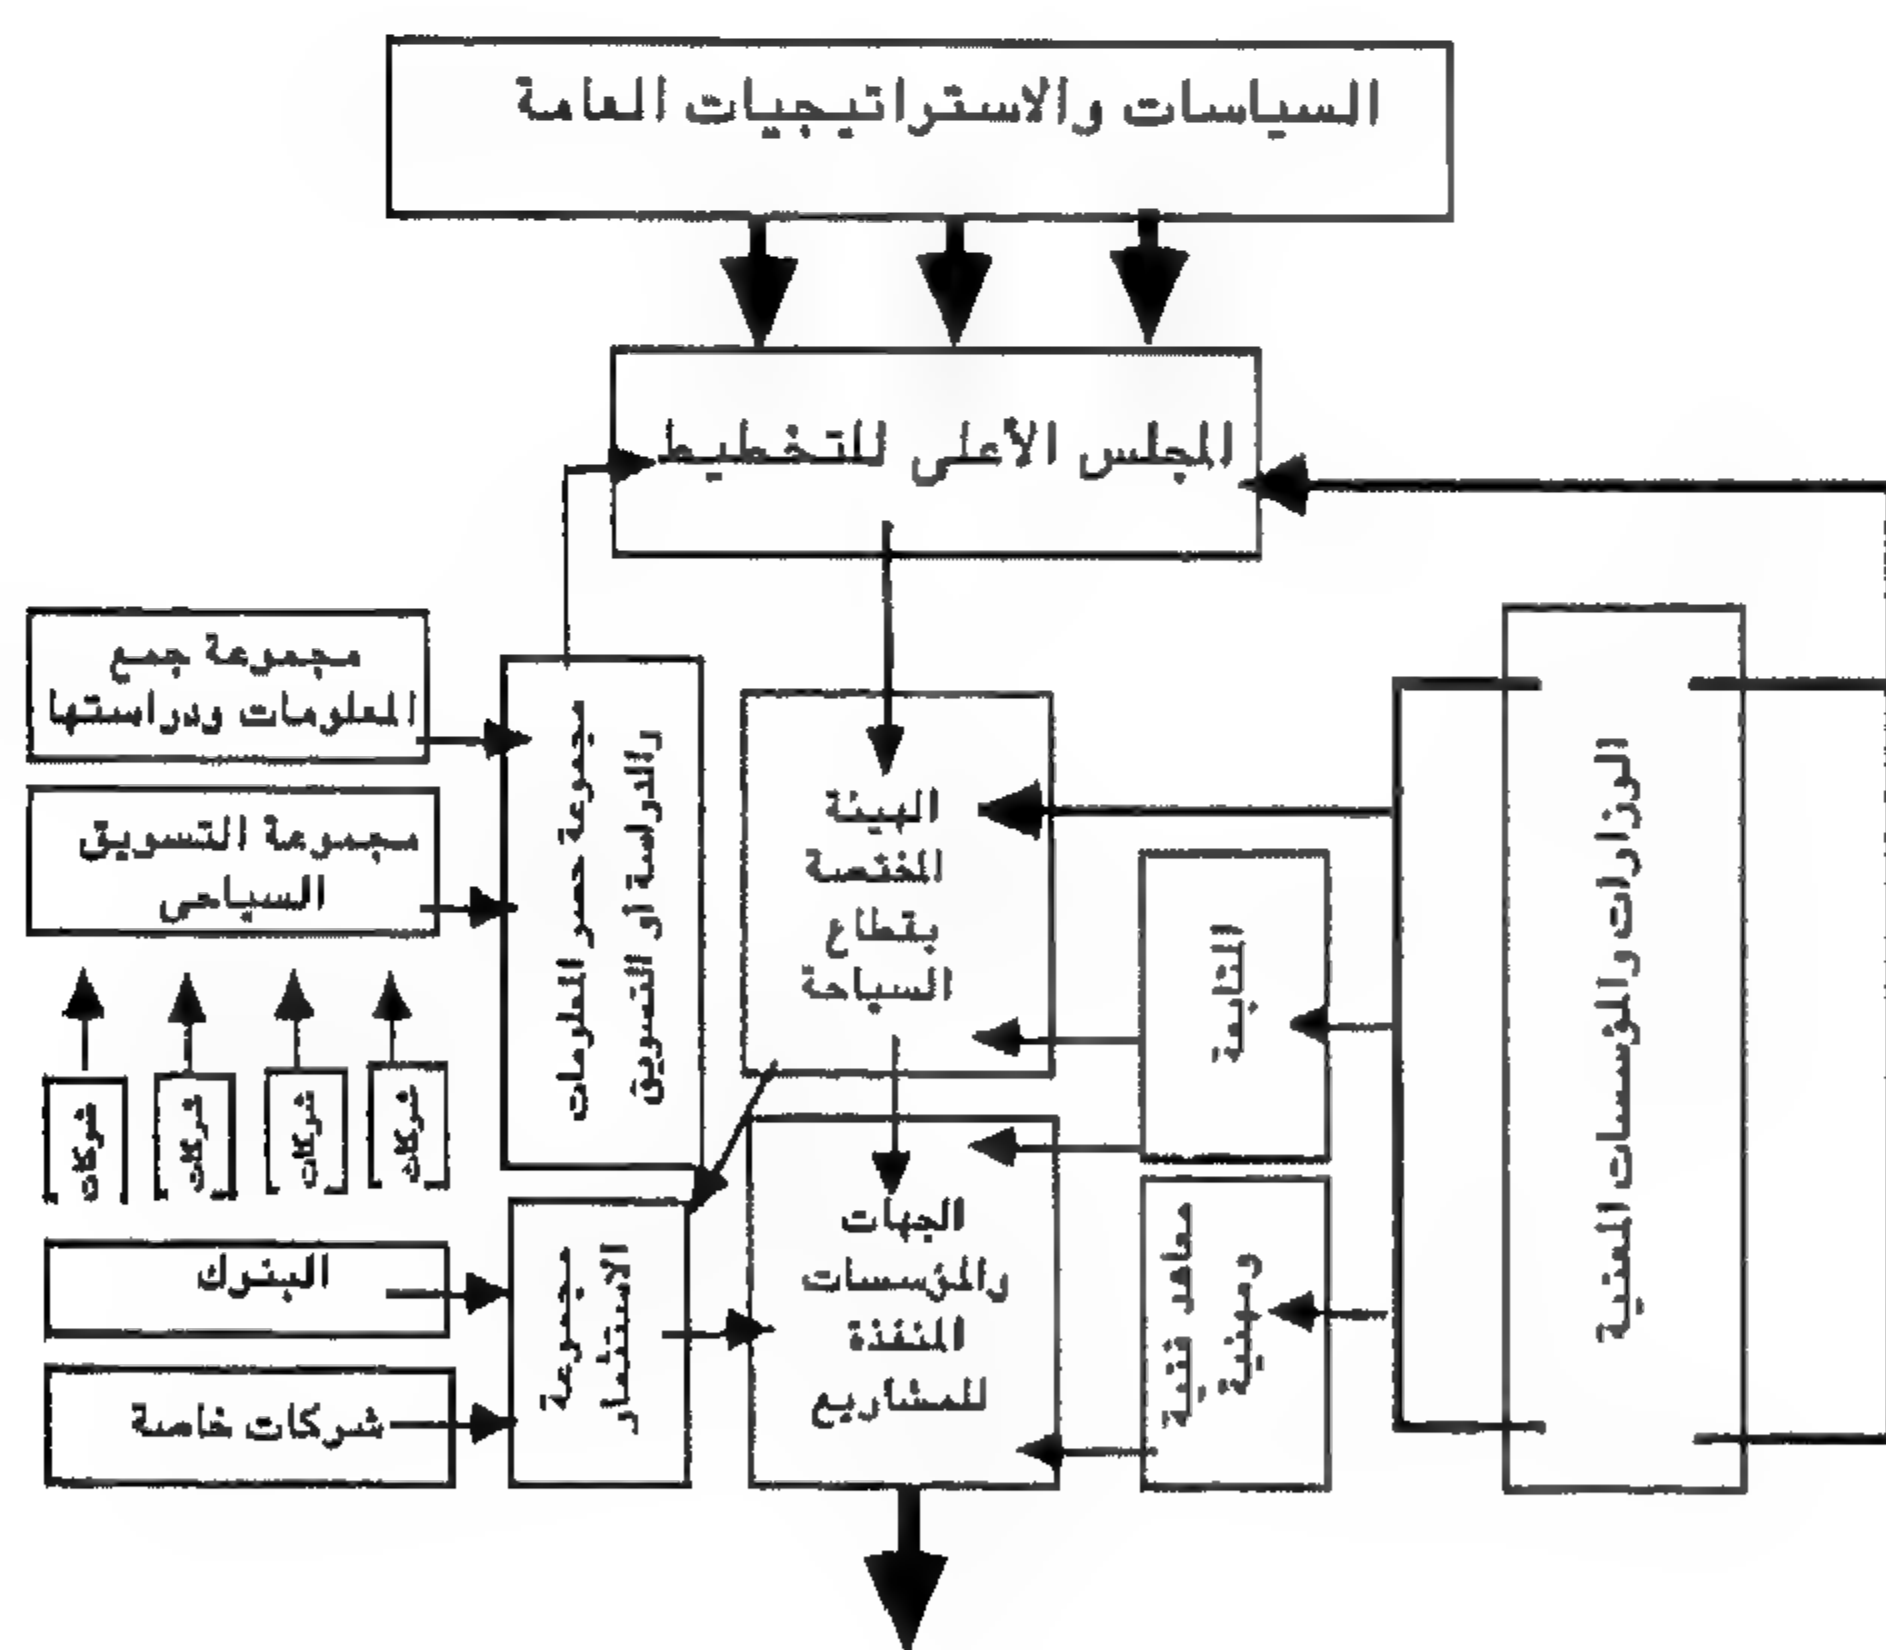 السياسات والاستراتيجيات العامة
المجلس الأعلى للتخطيط
الوزارات والمؤسسات المعنية
الهيئة
المختصة
بقطاع
السياحة
المتابعة
معاهد فنية
ومهنية
الجهات
والمؤسسات
المنفذة
للمشاريع
مجموعة حصر المعلومات
والدراسة أو التسويق
مجموعة
الاستثمار
مجموعة جمع
المعلومات ودراستها
مجموعة التسويق
السياحى
شركات
شركات
شركات
شركات
البنوك
شركات خاصة